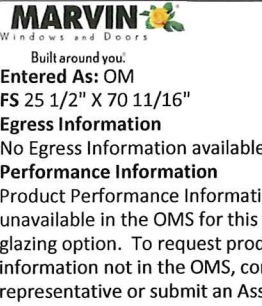 MARVIN
Windows and Doors
Built around you.
Entered As: OM
FS 25 1/2" X 70 11/16"
Egress Information
No Egress Information available
Performance Information
Product Performance Informati
unavailable in the OMS for this
glazing option. To request prod
information not in the OMS, co
representative or submit an Ass